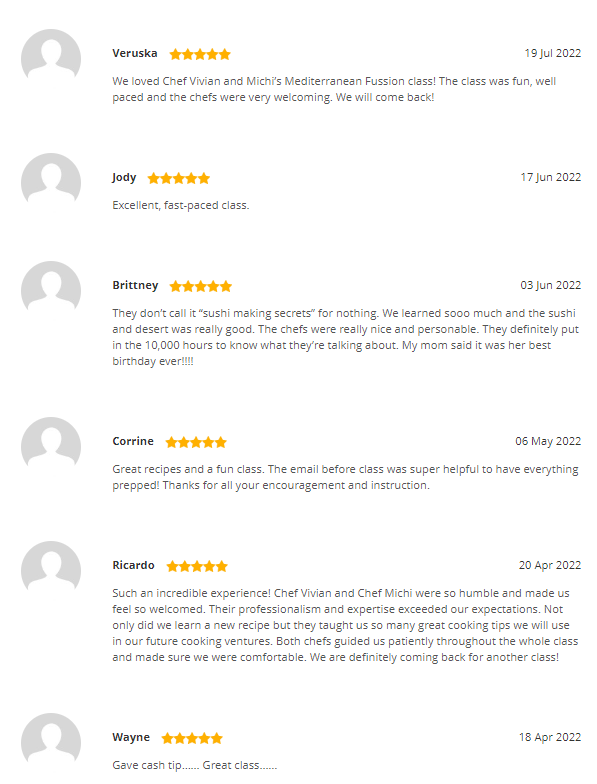 Veruska 19 Jul 2022
We loved Chef Vivian and Michi's Mediterranean Fussion class! The class was fun, well
paced and the chefs were very welcoming. We will come back!
Jody 17 Jun 2022
Excellent, fast-paced class.
Brittney 03 Jun 2022
They don’t call it “sushi making secrets” for nothing. We learned sooo much and the sushi
and desert was really good. The chefs were really nice and personable. They definitely put
in the 10,000 hours to know what they’re talking about. My mom said it was her best
birthday ever!!!!
Corrine 06 May 2022
Great recipes and a fun class. The email before class was super helpful to have everything
prepped! Thanks for all your encouragement and instruction.
Ricardo 20 Apr 2022
Such an incredible experience! Chef Vivian and Chef Michi were so humble and made us
feel so welcomed. Their professionalism and expertise exceeded our expectations. Not
only did we learn a new recipe but they taught us so many great cooking tips we will use
in our future cooking ventures. Both chefs guided us patiently throughout the whole class
and made sure we were comfortable. We are definitely coming back for another class!
Wayne 18 Apr 2022
Gave cash tip...... Great class......